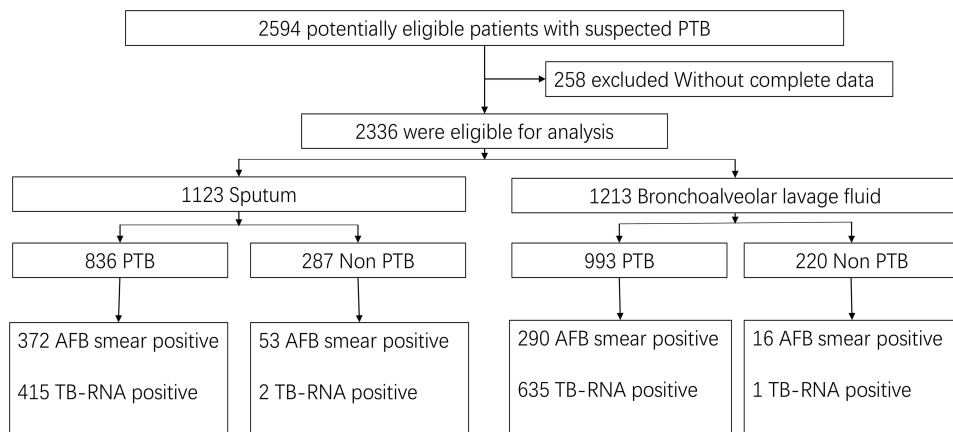 2594 potentially eligible patients with suspected PTB
258 excluded Without complete data
2336 were eligible for analysis
1123 Sputum
1213 Bronchoalveolar lavage fluid
836 PTB
287 Non PTB
993 PTB
220 Non PTB
372 AFB smear positive
415 TB-RNA positive
53 AFB smear positive
2 TB-RNA positive
290 AFB smear positive
635 TB-RNA positive
16 AFB smear positive
1 TB-RNA positive